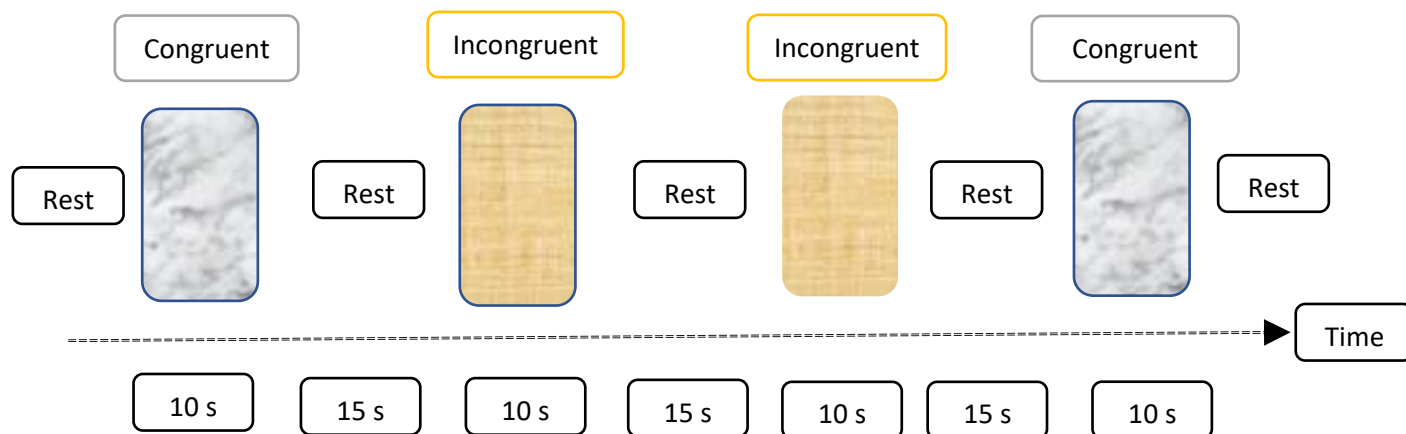 Congruent
Incongruent
Incongruent
Congruent
Rest
Rest
Rest
Rest
Rest
Time
10 s
15 s
10 s
15 s
10 s
15 s
10 s